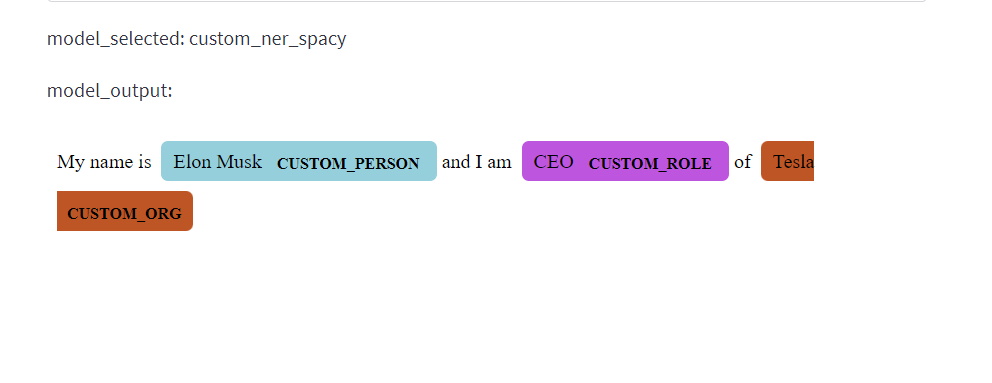 model_selected: custom_ner_spacy
model_output:
My name is Elon Musk CUSTOM_PERSON and I am CEO CUSTOM_ROLE of Tesla
CUSTOM_ORG